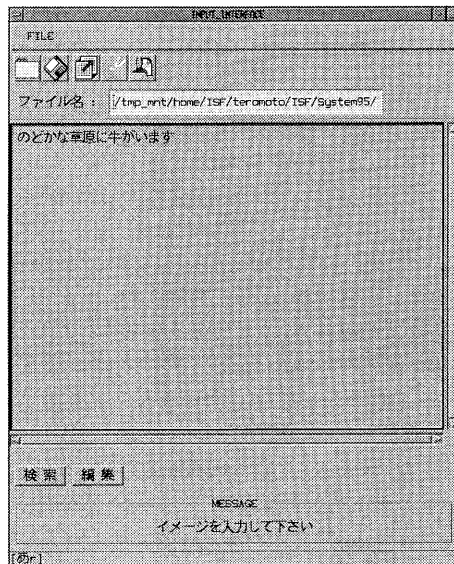 INPUT_INTERFACE
FILE
ファイル名 : /tmp_mnt/home/ISF/teramoto/ISF/System95/
のどかな草原に牛がいます
検索 編集
MESSAGE
イメージを入力して下さい
[めr]